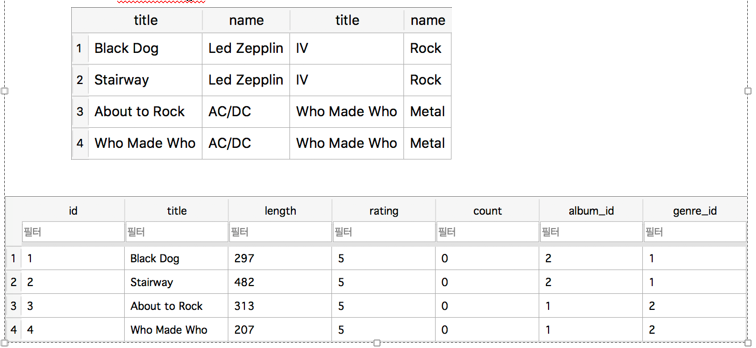 title name title name
1 Black Dog Led Zepplin IV Rock
2 Stairway Led Zepplin IV Rock
3 About to Rock AC/DC Who Made Who Metal
4 Who Made Who AC/DC Who Made Who Metal
id title length rating count album_id genre_id
필터 필터 필터 필터 필터 필터 필터
1 1 Black Dog 297 5 0 2 1
2 2 Stairway 482 5 0 2 1
3 3 About to Rock 313 5 0 1 2
4 4 Who Made Who 207 5 0 1 2